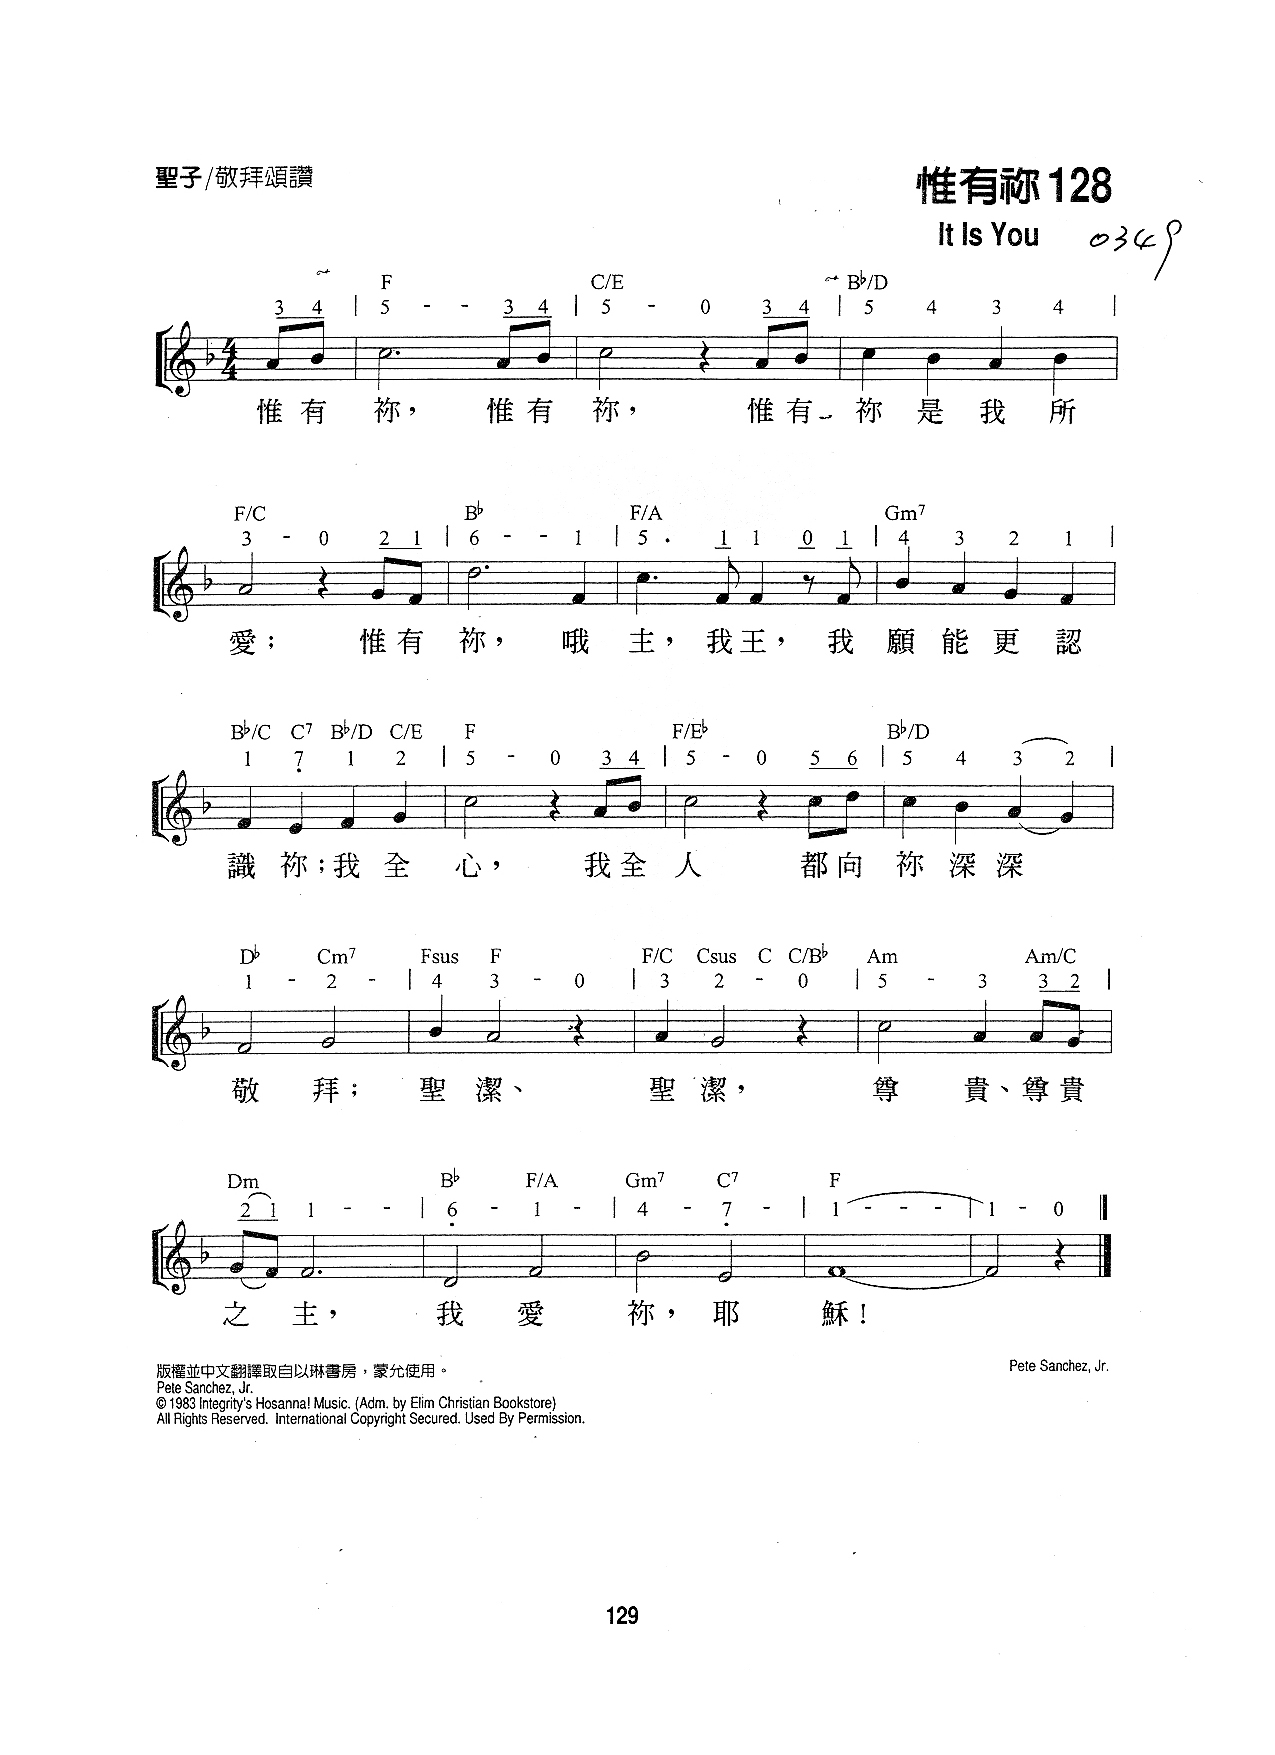 聖子/敬拜頌讚
惟有祢128
It Is You 0349
F C/E B♭/D
3 4 | 5 - - 3 4 | 5 - 0 3 4 | 5 4 3 4 |
4
4
惟有祢，惟有祢，惟有祢是我所
F/C B♭ F/A Gm7
3 - 0 2 1 | 6 - - 1 | 5 . 1 1 0 1 | 4 3 2 1 |
愛；惟有祢，哦主，我王，我願能更認
B♭/C C7 B♭/D C/E F F/E♭ B♭/D
1 7 1 2 | 5 - 0 3 4 | 5 - 0 5 6 | 5 4 3 2 |
識祢；我全心，我全人都向祢深深
D♭ Cm7 Fsus F F/C Csus C C/B♭ Am Am/C
1 - 2 - | 4 3 - 0 | 3 2 - 0 | 5 - 3 3 2 |
敬拜；聖潔、聖潔，尊貴、尊貴
Dm B♭ F/A Gm7 C7 F
2 1 1 - - | 6 - 1 - | 4 - 7 - | 1 - - - | 1 - 0 ‖
之主，我愛祢，耶穌！
版權並中文翻譯取自以琳書房，蒙允使用。
Pete Sanchez, Jr.
Pete Sanchez, Jr.
© 1983 Integrity's Hosanna! Music. (Adm. by Elim Christian Bookstore)
All Rights Reserved. International Copyright Secured. Used By Permission.
129